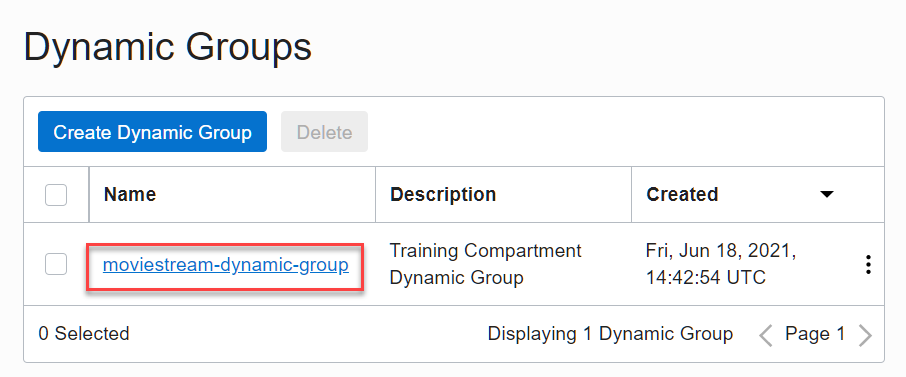 Dynamic Groups
Create Dynamic Group Delete
Name Description Created
moviestream-dynamic-group Training Compartment Fri, Jun 18, 2021,
Dynamic Group 14:42:54 UTC
0 Selected Displaying 1 Dynamic Group Page 1